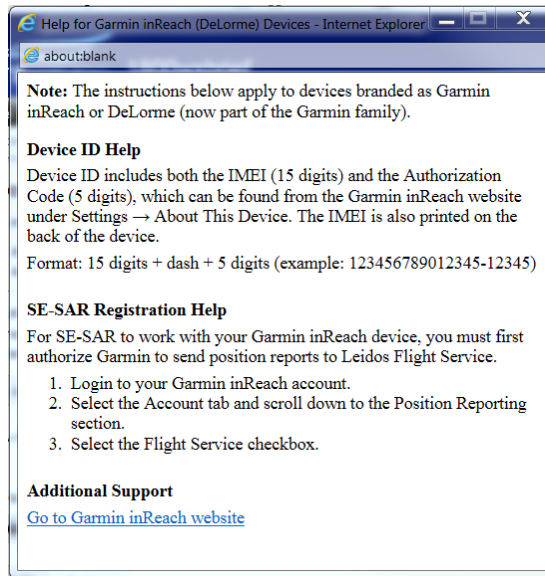 Help for Garmin inReach (DeLorme) Devices - Internet Explorer
about:blank
Note: The instructions below apply to devices branded as Garmin
inReach or DeLorme (now part of the Garmin family).
Device ID Help
Device ID includes both the IMEI (15 digits) and the Authorization
Code (5 digits), which can be found from the Garmin inReach website
under Settings → About This Device. The IMEI is also printed on the
back of the device.
Format: 15 digits + dash + 5 digits (example: 123456789012345-12345)
SE-SAR Registration Help
For SE-SAR to work with your Garmin inReach device, you must first
authorize Garmin to send position reports to Leidos Flight Service.
1. Login to your Garmin inReach account.
2. Select the Account tab and scroll down to the Position Reporting
section.
3. Select the Flight Service checkbox.
Additional Support
Go to Garmin inReach website